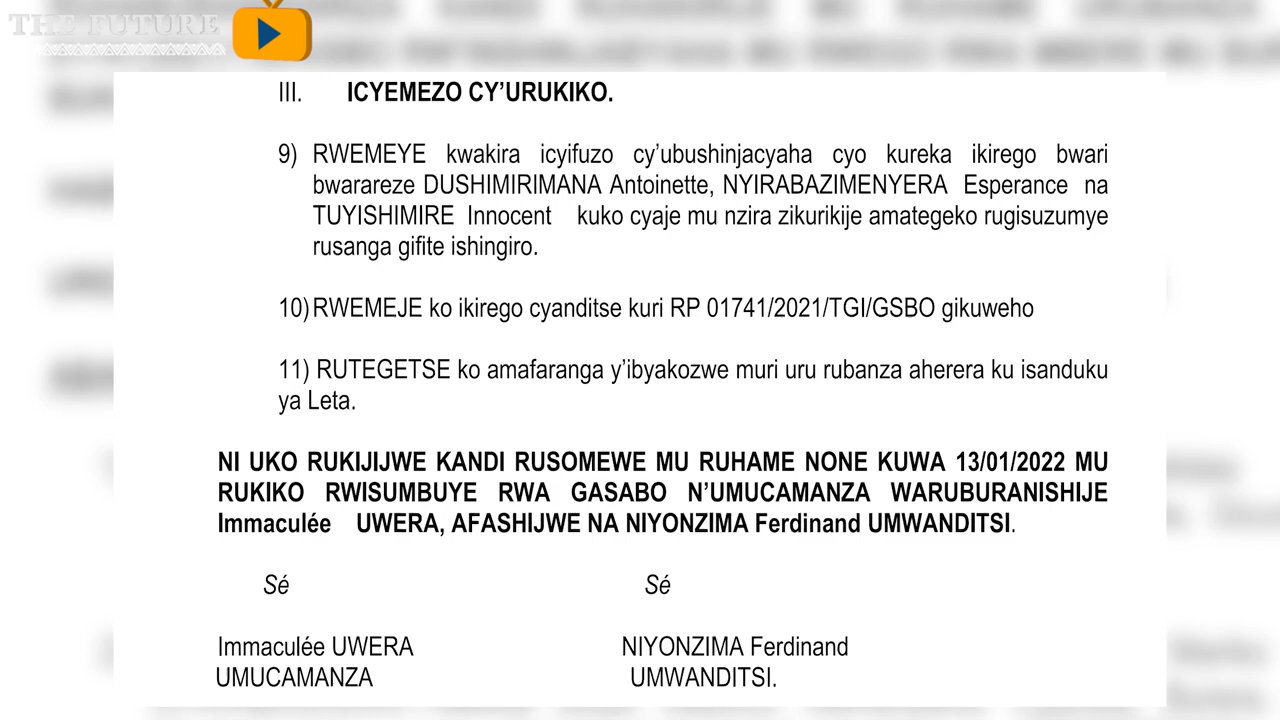 THE FUTURE
III. ICYEMEZO CY'URUKIKO.
9) RWEMEYE kwakira icyifuzo cy'ubushinjacyaha cyo kureka ikirego bwari
bwarareze DUSHIMIRIMANA Antoinette, NYIRABAZIMENYERA Esperance na
TUYISHIMIRE Innocent kuko cyaje mu nzira zikurikije amategeko rugisuzumye
rusanga gifite ishingiro.
10) RWEMEJE ko ikirego cyanditse kuri RP 01741/2021/TGI/GSBO gikuweho
11) RUTEGETSE ko amafaranga y'ibyakozwe muri uru rubanza aherera ku isanduku
ya Leta.
NI UKO RUKIJIJWE KANDI RUSOMEWE MU RUHAME NONE KUWA 13/01/2022 MU
RUKIKO RWISUMBUYE RWA GASABO N'UMUCAMANZA WARUBURANISHIJE
Immaculée UWERA, AFASHIJWE NA NIYONZIMA Ferdinand UMWANDITSI.
Sé Sé
Immaculée UWERA NIYONZIMA Ferdinand
UMUCAMANZA UMWANDITSI.